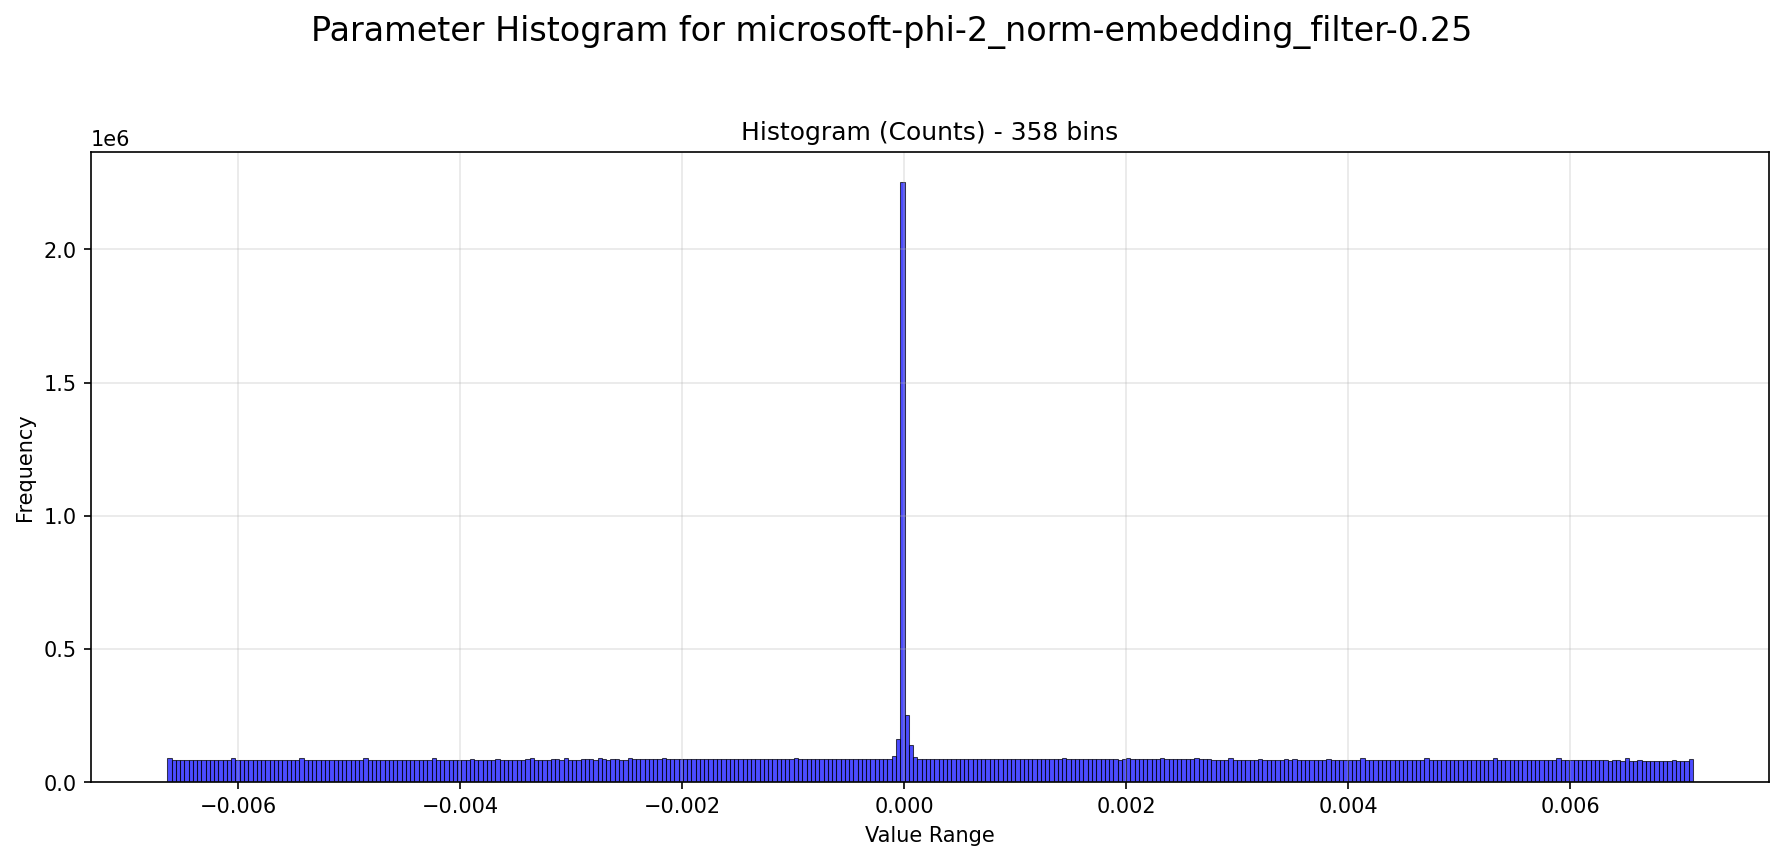 Parameter Histogram for microsoft-phi-2_norm-embedding_filter-0.25
Histogram (Counts) - 358 bins
1e6
2.0
1.5
1.0
0.5
0.0
Frequency
−0.006 −0.004 −0.002 0.000 0.002 0.004 0.006
Value Range